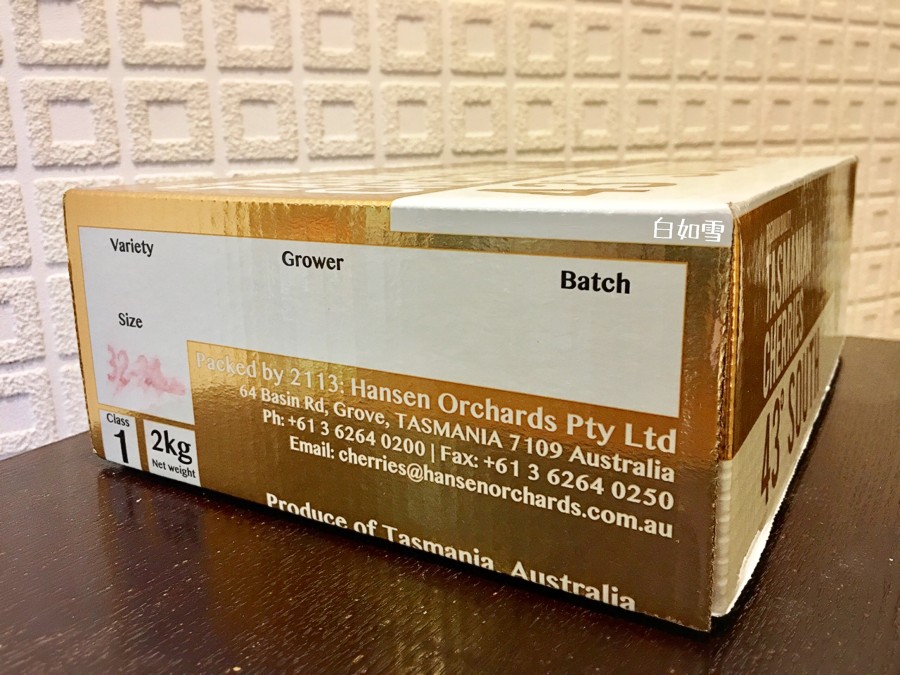 白如雪
Variety
Grower
Batch
Size
Class
1
2kg
Net weight
Packed by 2113: Hansen Orchards Pty Ltd
64 Basin Rd, Grove, TASMANIA 7109 Australia
Ph: +61 3 6264 0200 | Fax: +61 3 6264 0250
Email: cherries@hansenorchards.com.au
Produce of Tasmania, Australia
TASMANIAN
CHERRIES
43° SOUTH